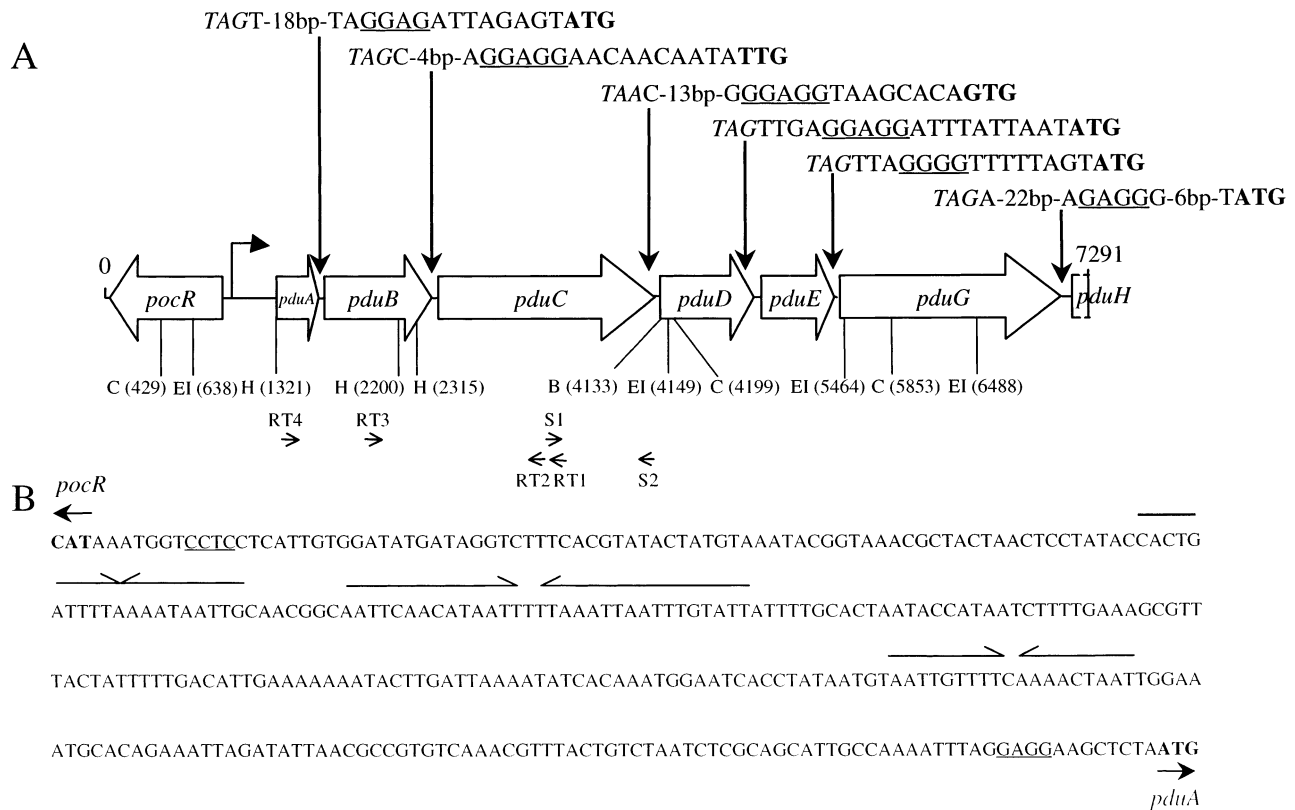 A
TAGT-18bp-TAGGAGATTAGAGTATG
TAGC-4bp-AGGAGGAACAACAATATTG
TAAC-13bp-GGGAGGTAAGCACAGTG
TAGTTGAGGAGGATTTATTAATATG
TAGTTAGGGGTTTTTAGTATG
TAGA-22bp-AGAGGG-6bp-TATG
0
7291
pocR pduA pduB pduC pduD pduE pduG pduH
C (429) EI (638) H (1321) H (2200) H (2315) B (4133) EI (4149) C (4199) EI (5464) C (5853) EI (6488)
RT4 RT3 S1
RT2 RT1 S2
B
pocR
CATAAATGGTCCTCCTCATTGTGGATATGATAGGTCTTTCACGTATACTATGTAAATACGGTAAACGCTACTAACTCCTATACCACTG
ATTTTAAAATAATTGCAACGGCAATTCAACATAATTTTTAAATTAATTTGTATTATTTTGCACTAATACCATAATCTTTTGAAAGCGTT
TACTATTTTTGACATTGAAAAAAATACTTGATTAAAATATCACAAATGGAATCACCTATAATGTAATTGTTTTCAAAACTAATTGGAA
ATGCACAGAAATTAGATATTAACGCCGTGTCAAACGTTTACTGTCTAATCTCGCAGCATTGCCAAAATTTAGGAGGAAGCTCTAATG
pduA